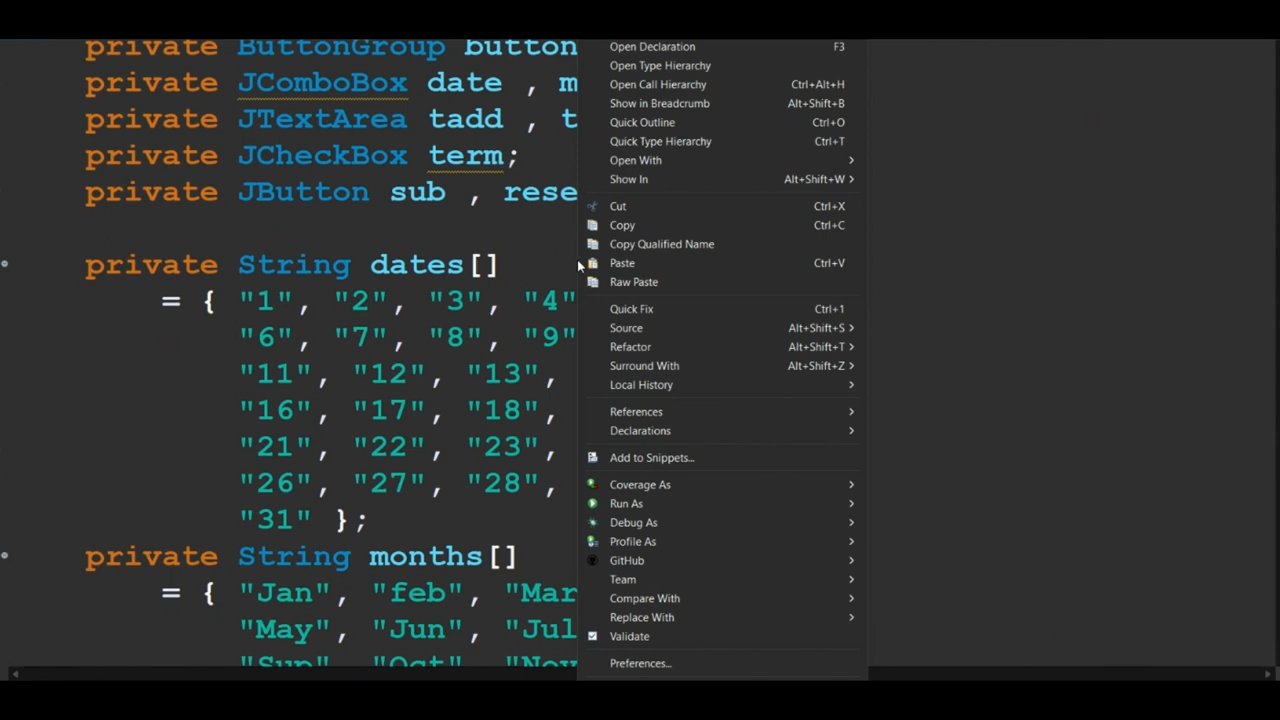 private ButtonGroup button
private JComboBox date , m
private JTextArea tadd , t
private JCheckBox term;
private JButton sub , rese
private String dates[]
= { "1", "2", "3", "4"
"6", "7", "8", "9"
"11", "12", "13",
"16", "17", "18",
"21", "22", "23",
"26", "27", "28",
"31" };
private String months[]
= { "Jan", "feb", "Mar
"May", "Jun", "Jul
"Sup", "Oct", "Nov
Open Declaration F3
Open Type Hierarchy
Open Call Hierarchy Ctrl+Alt+H
Show in Breadcrumb Alt+Shift+B
Quick Outline Ctrl+O
Quick Type Hierarchy Ctrl+T
Open With
Show In Alt+Shift+W
Cut Ctrl+X
Copy Ctrl+C
Copy Qualified Name
Paste Ctrl+V
Raw Paste
Quick Fix Ctrl+1
Source Alt+Shift+S
Refactor Alt+Shift+T
Surround With Alt+Shift+Z
Local History
References
Declarations
Add to Snippets...
Coverage As
Run As
Debug As
Profile As
GitHub
Team
Compare With
Replace With
Validate
Preferences...